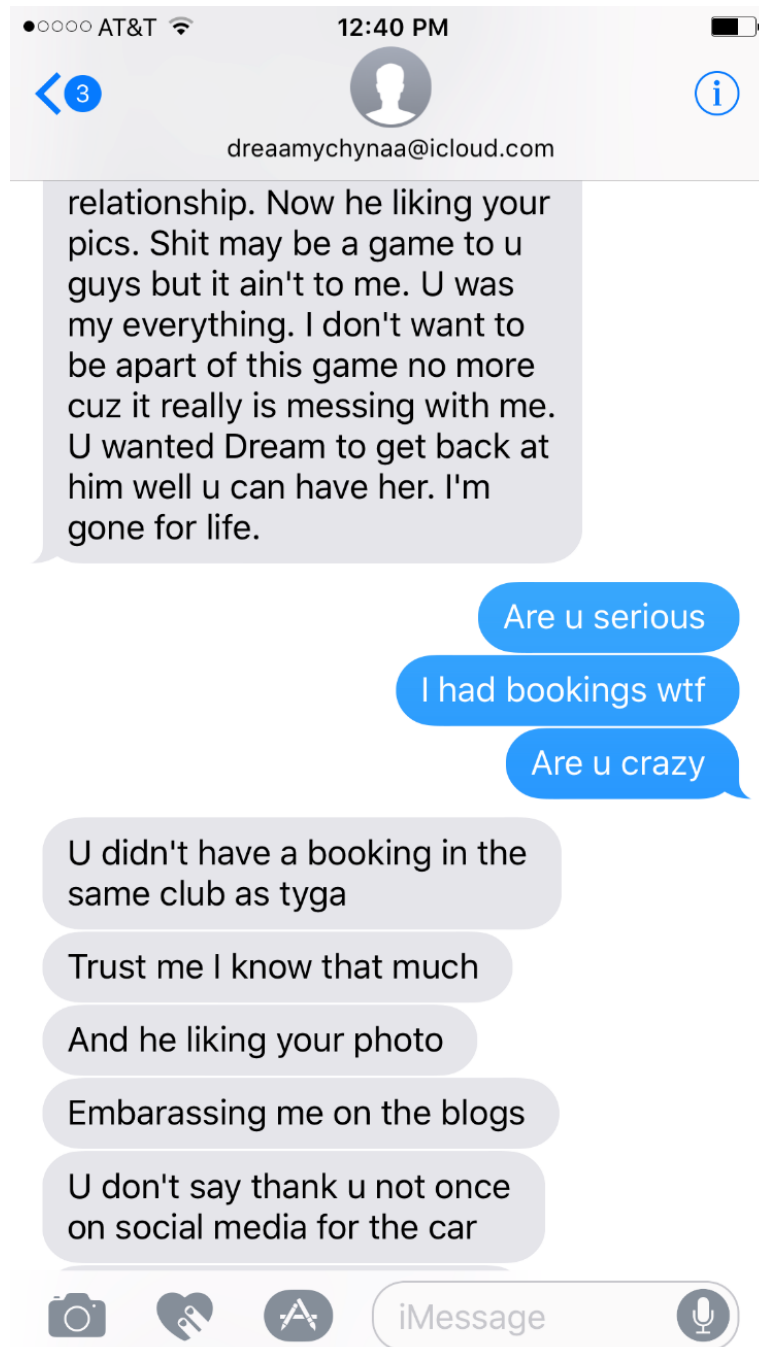 AT&T 12:40 PM
3
dreaamychynaa@icloud.com
relationship. Now he liking your
pics. Shit may be a game to u
guys but it ain't to me. U was
my everything. I don't want to
be apart of this game no more
cuz it really is messing with me.
U wanted Dream to get back at
him well u can have her. I'm
gone for life.
Are u serious
I had bookings wtf
Are u crazy
U didn't have a booking in the
same club as tyga
Trust me I know that much
And he liking your photo
Embarassing me on the blogs
U don't say thank u not once
on social media for the car
iMessage